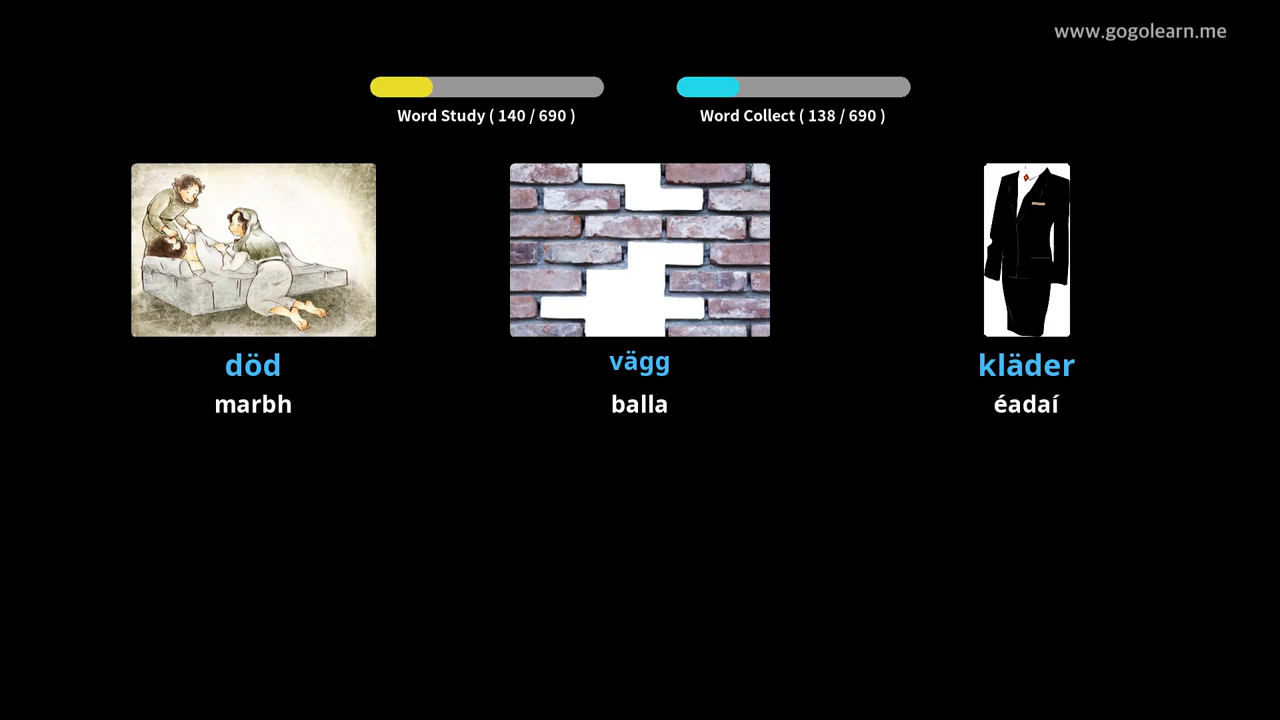 www.gogolearn.me
Word Study ( 140 / 690 )
Word Collect ( 138 / 690 )
död
vägg
kläder
marbh
balla
éadaí